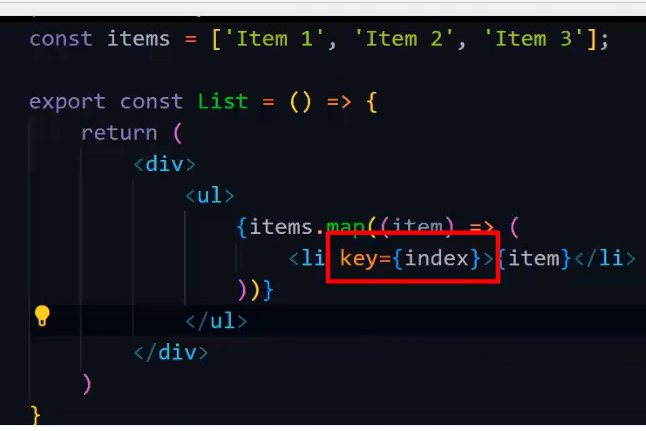 const items = ['Item 1', 'Item 2', 'Item 3'];
export const List = () => {
return (
<div>
<ul>
{items.map((item) => (
<li key={index}>{item}</li>
))}
</ul>
</div>
)
}